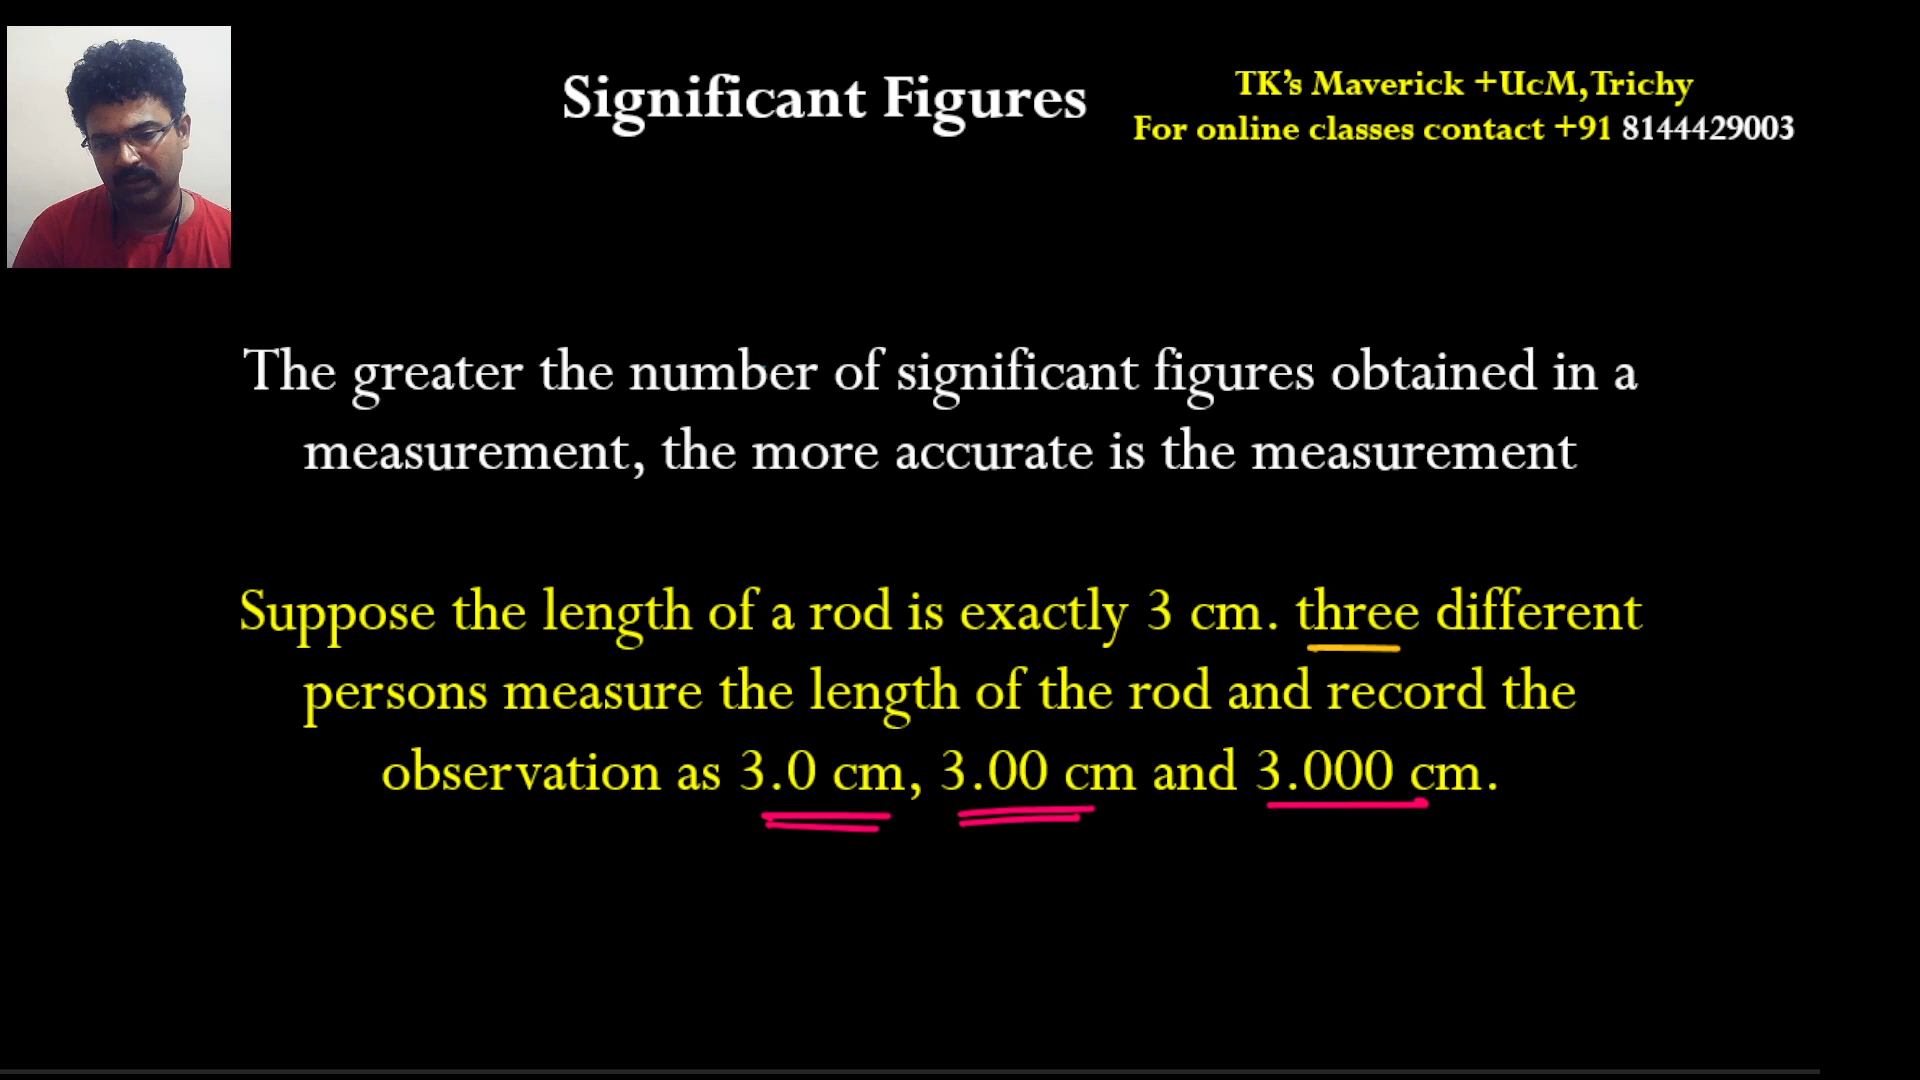 Significant Figures
TK's Maverick +UcM,Trichy
For online classes contact +91 8144429003
The greater the number of significant figures obtained in a
measurement, the more accurate is the measurement
Suppose the length of a rod is exactly 3 cm. three different
persons measure the length of the rod and record the
observation as 3.0 cm, 3.00 cm and 3.000 cm.